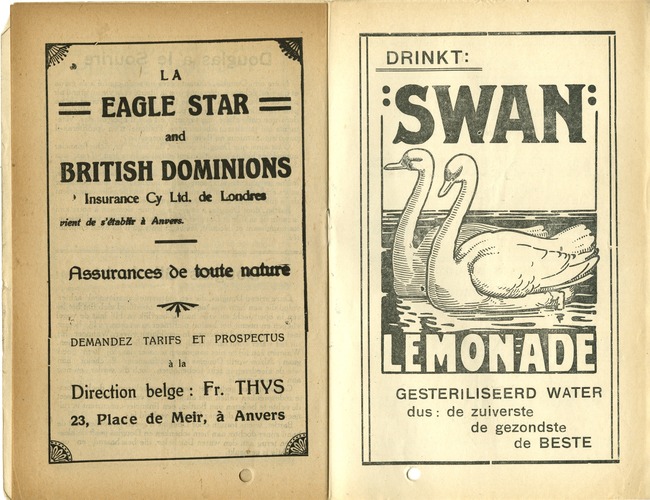 LA
EAGLE STAR
and
BRITISH DOMINIONS
Insurance Cy Ltd. de Londres
vient de s'établir à Anvers.
Assurances de toute nature
DEMANDEZ TARIFS ET PROSPECTUS
à la
Direction belge : Fr. THYS
23, Place de Meir, à Anvers
DRINKT:
SWAN
LEMONADE
GESTERILISEERD WATER
dus : de zuiverste
de gezondste
de BESTE